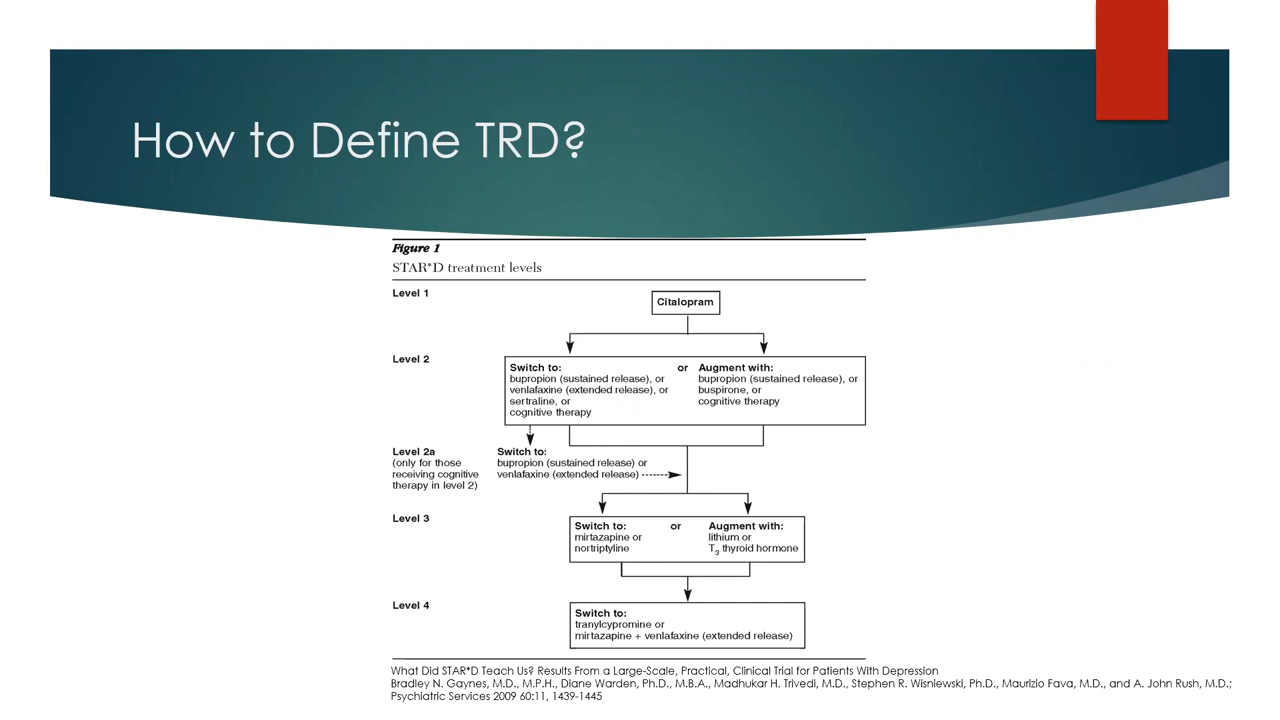 How to Define TRD?
Figure 1
STAR*D treatment levels
Level 1
Citalopram
Level 2
Switch to:
bupropion (sustained release), or
venlafaxine (extended release), or
sertraline, or
cognitive therapy
or
Augment with:
bupropion (sustained release), or
buspirone, or
cognitive therapy
Level 2a
(only for those
receiving cognitive
therapy in level 2)
Switch to:
bupropion (sustained release) or
venlafaxine (extended release)
Level 3
Switch to:
mirtazapine or
nortriptyline
or
Augment with:
lithium or
T3 thyroid hormone
Level 4
Switch to:
tranylcypromine or
mirtazapine + venlafaxine (extended release)
What Did STAR*D Teach Us? Results From a Large-Scale, Practical, Clinical Trial for Patients With Depression
Bradley N. Gaynes, M.D., M.P.H., Diane Warden, Ph.D., M.B.A., Madhukar H. Trivedi, M.D., Stephen R. Wisniewski, Ph.D., Maurizio Fava, M.D., and A. John Rush, M.D.;
Psychiatric Services 2009 60:11, 1439-1445